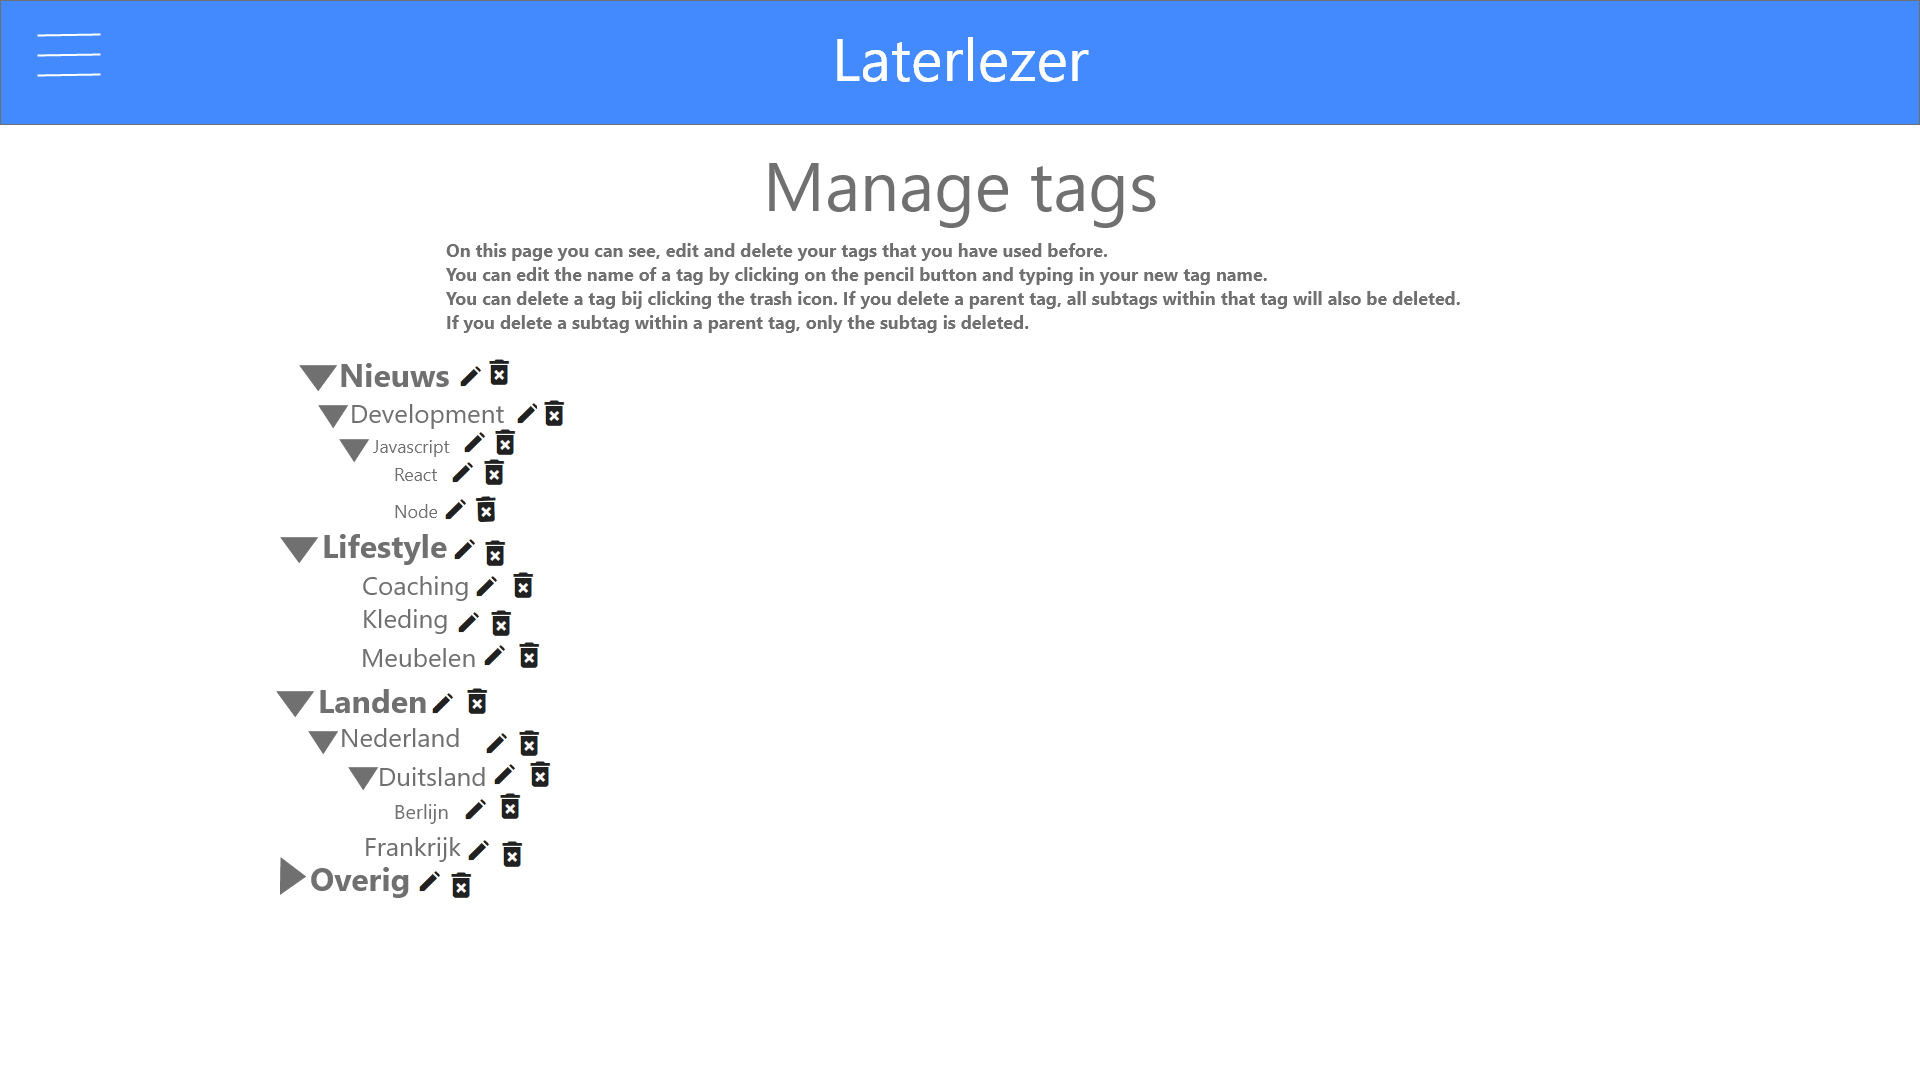 Laterlezer
Manage tags
On this page you can see, edit and delete your tags that you have used before.
You can edit the name of a tag by clicking on the pencil button and typing in your new tag name.
You can delete a tag bij clicking the trash icon. If you delete a parent tag, all subtags within that tag will also be deleted.
If you delete a subtag within a parent tag, only the subtag is deleted.
Nieuws
Development
Javascript
React
Node
Lifestyle
Coaching
Kleding
Meubelen
Landen
Nederland
Duitsland
Berlijn
Frankrijk
Overig